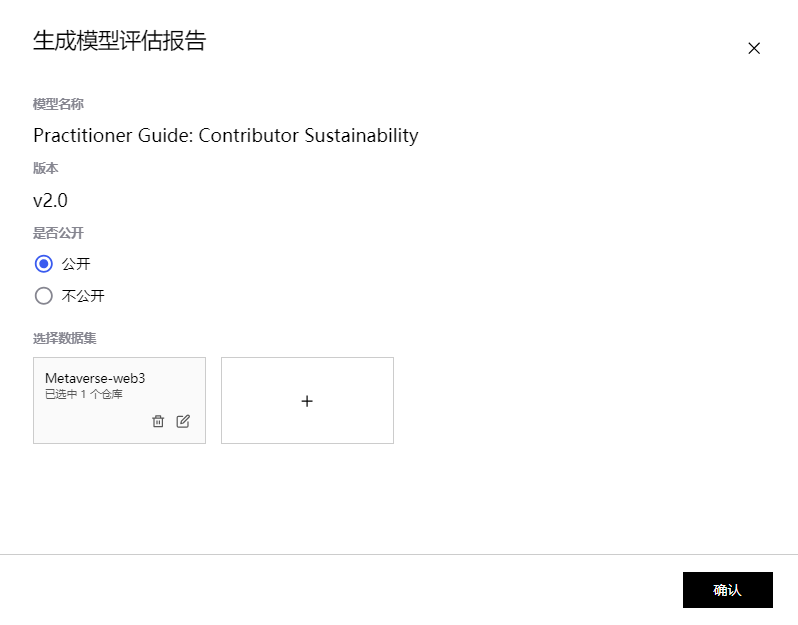 生成模型评估报告
模型名称
Practitioner Guide: Contributor Sustainability
版本
v2.0
是否公开
公开
不公开
选择数据集
Metaverse-web3
已选中 1 个仓库
+
确认